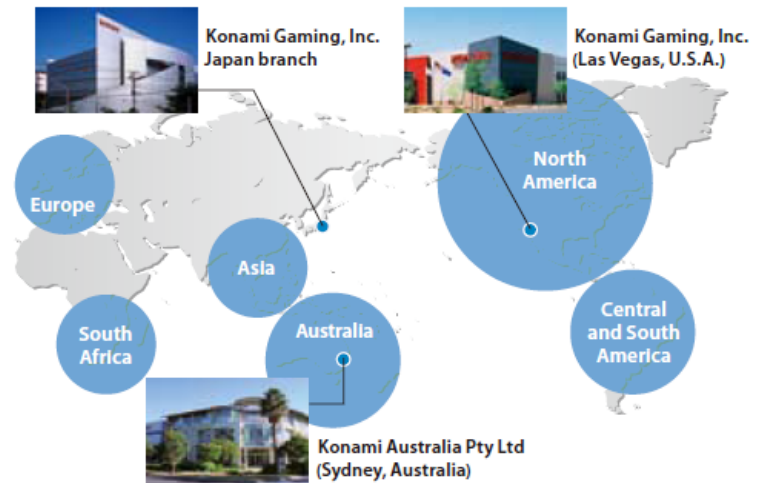 Konami Gaming, Inc.
Japan branch
Konami Gaming, Inc.
(Las Vegas, U.S.A.)
North
America
Europe
Asia
South
Africa
Australia
Central
and South
America
Konami Australia Pty Ltd
(Sydney, Australia)